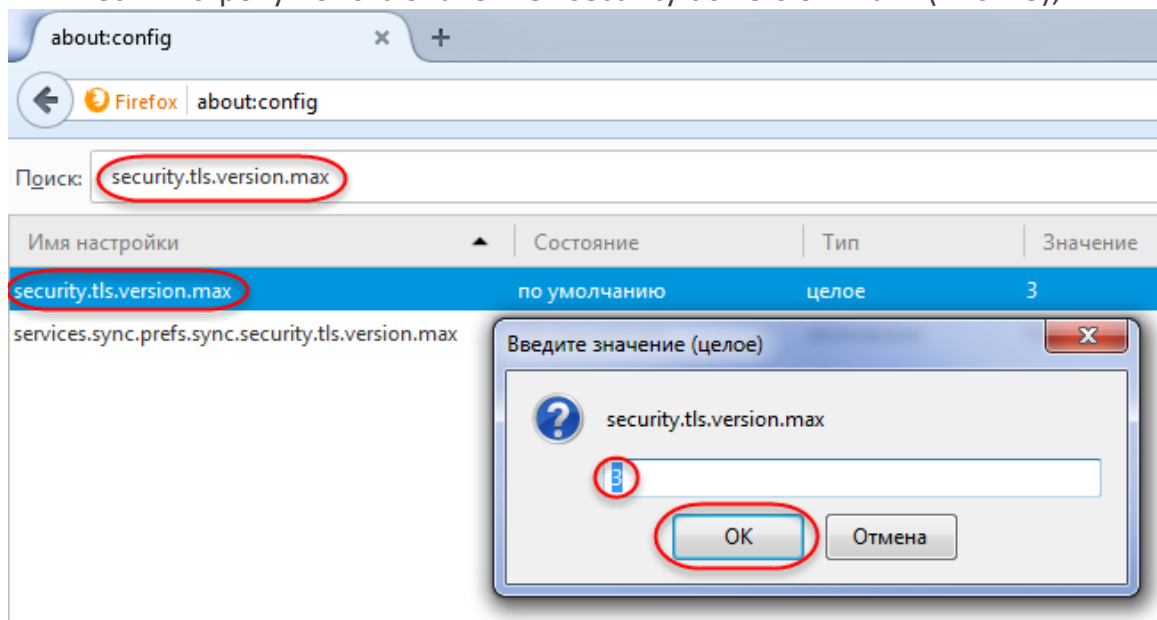 about:config × +
Firefox about:config
Поиск: security.tls.version.max
Имя настройки Состояние Тип Значение
security.tls.version.max по умолчанию целое 3
services.sync.prefs.sync.security.tls.version.max
Введите значение (целое)
security.tls.version.max
3
OK Отмена